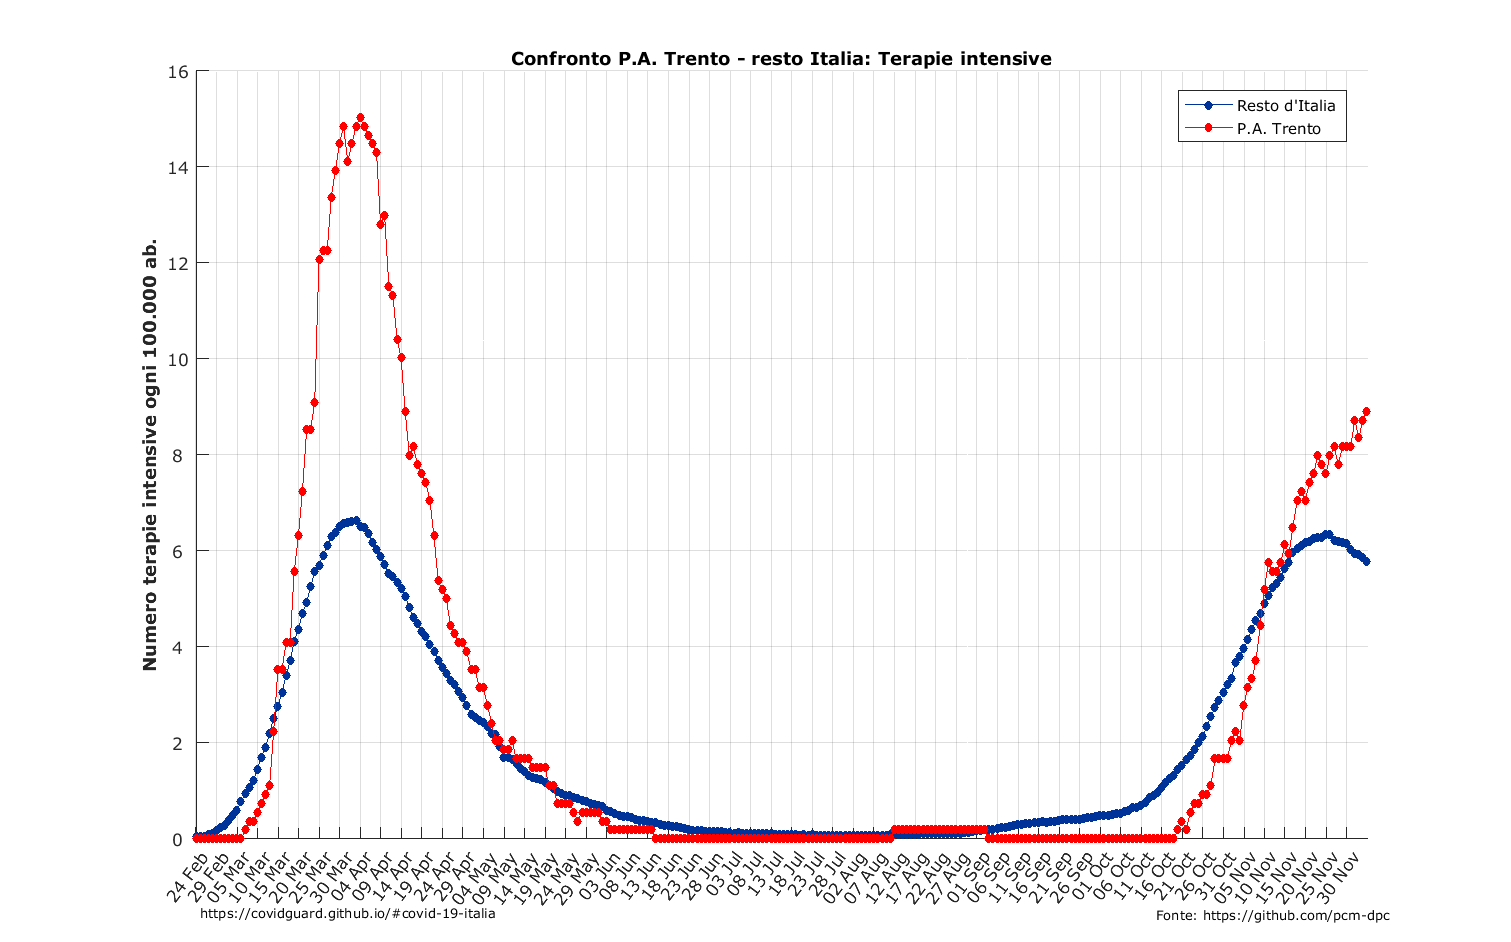 Confronto P.A. Trento - resto Italia: Terapie intensive
Resto d'Italia
P.A. Trento
Numero terapie intensive ogni 100.000 ab.
16
14
12
10
8
6
4
2
0
24 Feb
29 Feb
05 Mar
10 Mar
15 Mar
20 Mar
25 Mar
30 Mar
04 Apr
09 Apr
14 Apr
19 Apr
24 Apr
29 Apr
04 May
09 May
14 May
19 May
24 May
29 May
03 Jun
08 Jun
13 Jun
18 Jun
23 Jun
28 Jun
03 Jul
08 Jul
13 Jul
18 Jul
23 Jul
28 Jul
02 Aug
07 Aug
12 Aug
17 Aug
22 Aug
27 Aug
01 Sep
06 Sep
11 Sep
16 Sep
21 Sep
26 Sep
01 Oct
06 Oct
11 Oct
16 Oct
21 Oct
26 Oct
31 Oct
05 Nov
10 Nov
15 Nov
20 Nov
25 Nov
30 Nov
https://covidguard.github.io/#covid-19-italia
Fonte: https://github.com/pcm-dpc